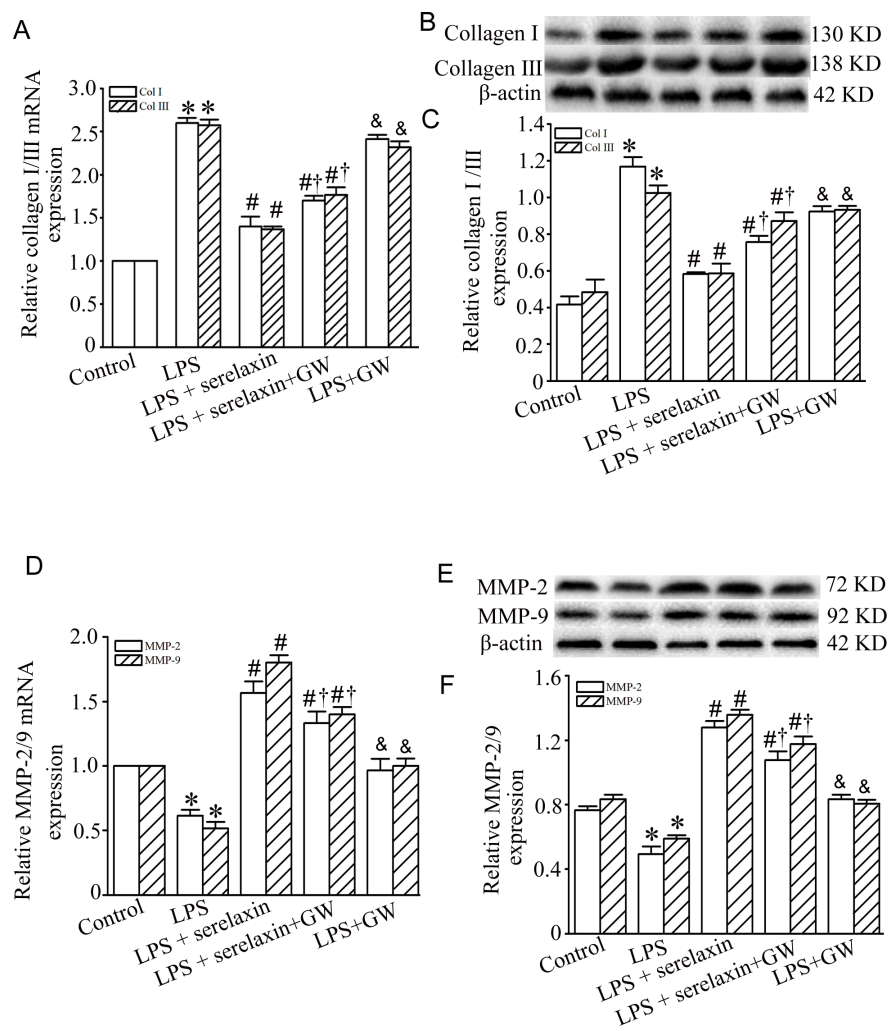 A
Relative collagen I/III mRNA
expression
3.0
2.5
2.0
1.5
1.0
0.5
0
Col I
Col III
* *
# #
#† #†
& &
Control
LPS
LPS + serelaxin
LPS + serelaxin+GW
LPS+GW
B
Collagen I 130 KD
Collagen III 138 KD
β-actin 42 KD
C
Relative collagen I /III
expression
1.4
1.2
1.0
0.8
0.6
0.4
0.2
0
Col I
Col III
* *
# #
#† #†
& &
Control
LPS
LPS + serelaxin
LPS + serelaxin+GW
LPS+GW
D
Relative MMP-2/9 mRNA
expression
2.0
1.5
1.0
0.5
0
MMP-2
MMP-9
* *
# #
#† #†
& &
Control
LPS
LPS + serelaxin
LPS + serelaxin+GW
LPS+GW
E
MMP-2 72 KD
MMP-9 92 KD
β-actin 42 KD
F
Relative MMP-2/9
expression
1.6
1.2
0.8
0.4
0
MMP-2
MMP-9
* *
# #
#† #†
& &
Control
LPS
LPS + serelaxin
LPS + serelaxin+GW
LPS+GW